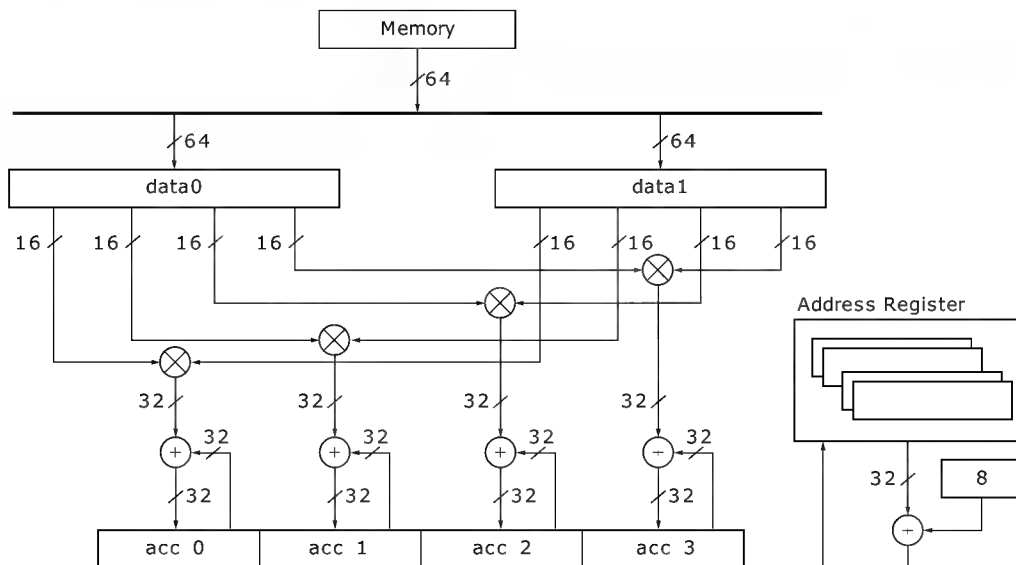 Memory
64
64 64
data0 data1
16 16 16 16 16 16 16 16
Address Register
32 32 32 32
32 32 32 32
32 8
32 32 32 32
acc 0 acc 1 acc 2 acc 3